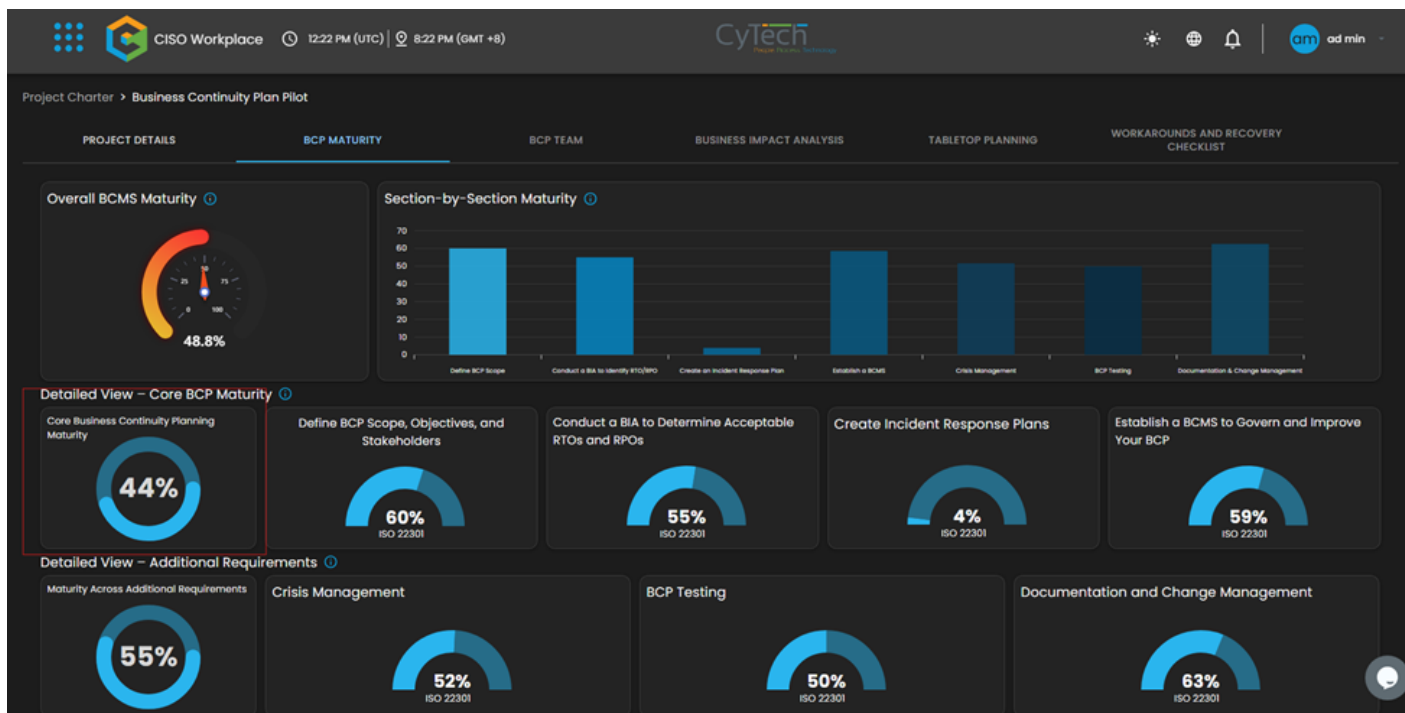 CISO Workplace
12:22 PM (UTC) | 8:22 PM (GMT +8)
CyTech
People Process Technology
am
ad min
Project Charter > Business Continuity Plan Pilot
PROJECT DETAILS
BCP MATURITY
BCP TEAM
BUSINESS IMPACT ANALYSIS
TABLETOP PLANNING
WORKAROUNDS AND RECOVERY
CHECKLIST
Overall BCMS Maturity
0
25
50
75
100
48.8%
Section-by-Section Maturity
70
60
50
40
30
20
10
0
Define BCP Scope
Conduct a BIA to Identify RTO/RPO
Create an Incident Response Plan
Establish a BCMS
Crisis Management
BCP Testing
Documentation & Change Management
Detailed View – Core BCP Maturity
Core Business Continuity Planning
Maturity
44%
Define BCP Scope, Objectives, and
Stakeholders
60%
ISO 22301
Conduct a BIA to Determine Acceptable
RTOs and RPOs
55%
ISO 22301
Create Incident Response Plans
4%
ISO 22301
Establish a BCMS to Govern and Improve
Your BCP
59%
ISO 22301
Detailed View – Additional Requirements
Maturity Across Additional Requirements
55%
Crisis Management
52%
ISO 22301
BCP Testing
50%
ISO 22301
Documentation and Change Management
63%
ISO 22301